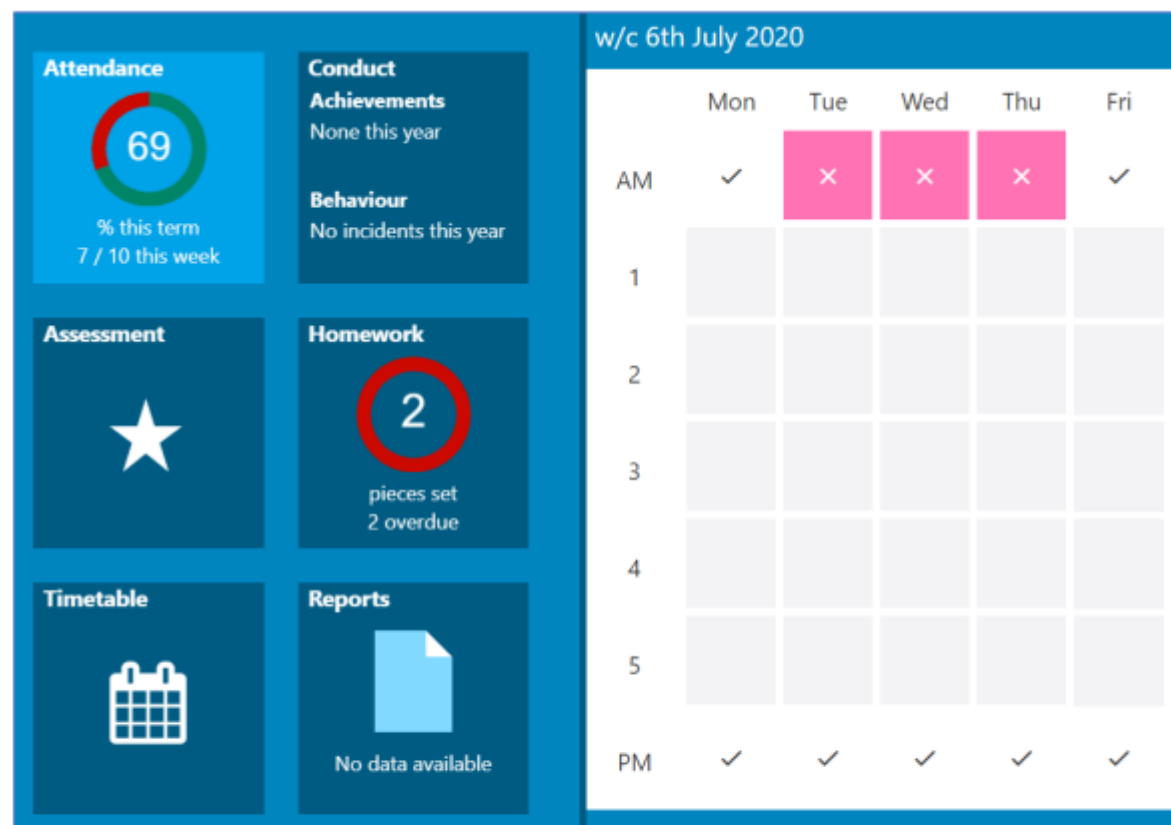 Attendance
69
% this term
7 / 10 this week
Conduct
Achievements
None this year
Behaviour
No incidents this year
Assessment
Homework
2
pieces set
2 overdue
Timetable
Reports
No data available
w/c 6th July 2020
Mon Tue Wed Thu Fri
AM
1
2
3
4
5
PM